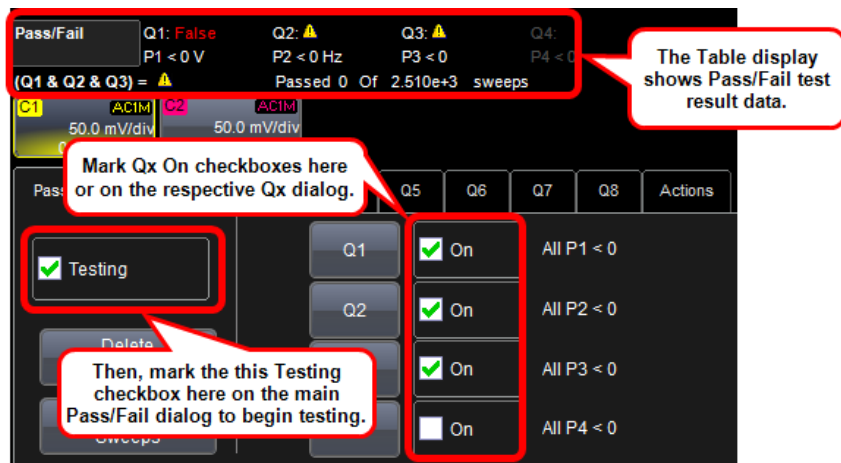 Pass/Fail Q1: False Q2: Q3: Q4:
P1 < 0 V P2 < 0 Hz P3 < 0 P4 < 0
(Q1 & Q2 & Q3) = Passed 0 Of 2.510e+3 sweeps
The Table display
shows Pass/Fail test
result data.
C1 AC1M C2 AC1M
50.0 mV/div 50.0 mV/div
Mark Qx On checkboxes here
or on the respective Qx dialog.
Q5 Q6 Q7 Q8 Actions
Testing
Q1 On All P1 < 0
Q2 On All P2 < 0
On All P3 < 0
On All P4 < 0
Delete
Then, mark the this Testing
checkbox here on the main
Pass/Fail dialog to begin testing.
Sweeps